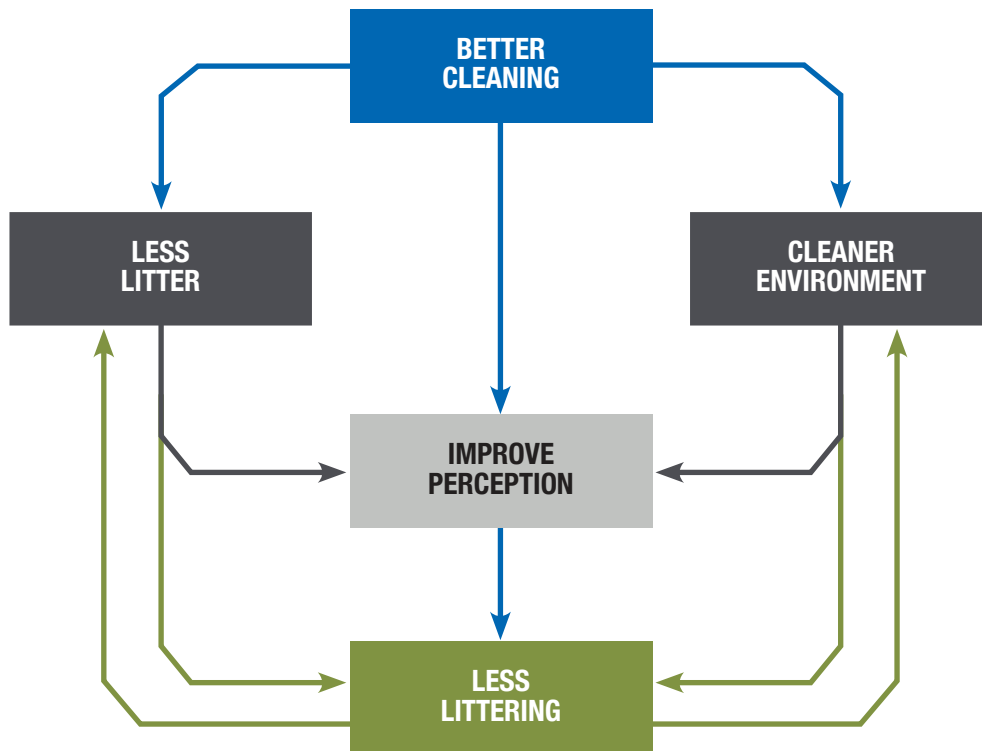 BETTER
CLEANING
LESS
LITTER
CLEANER
ENVIRONMENT
IMPROVE
PERCEPTION
LESS
LITTERING